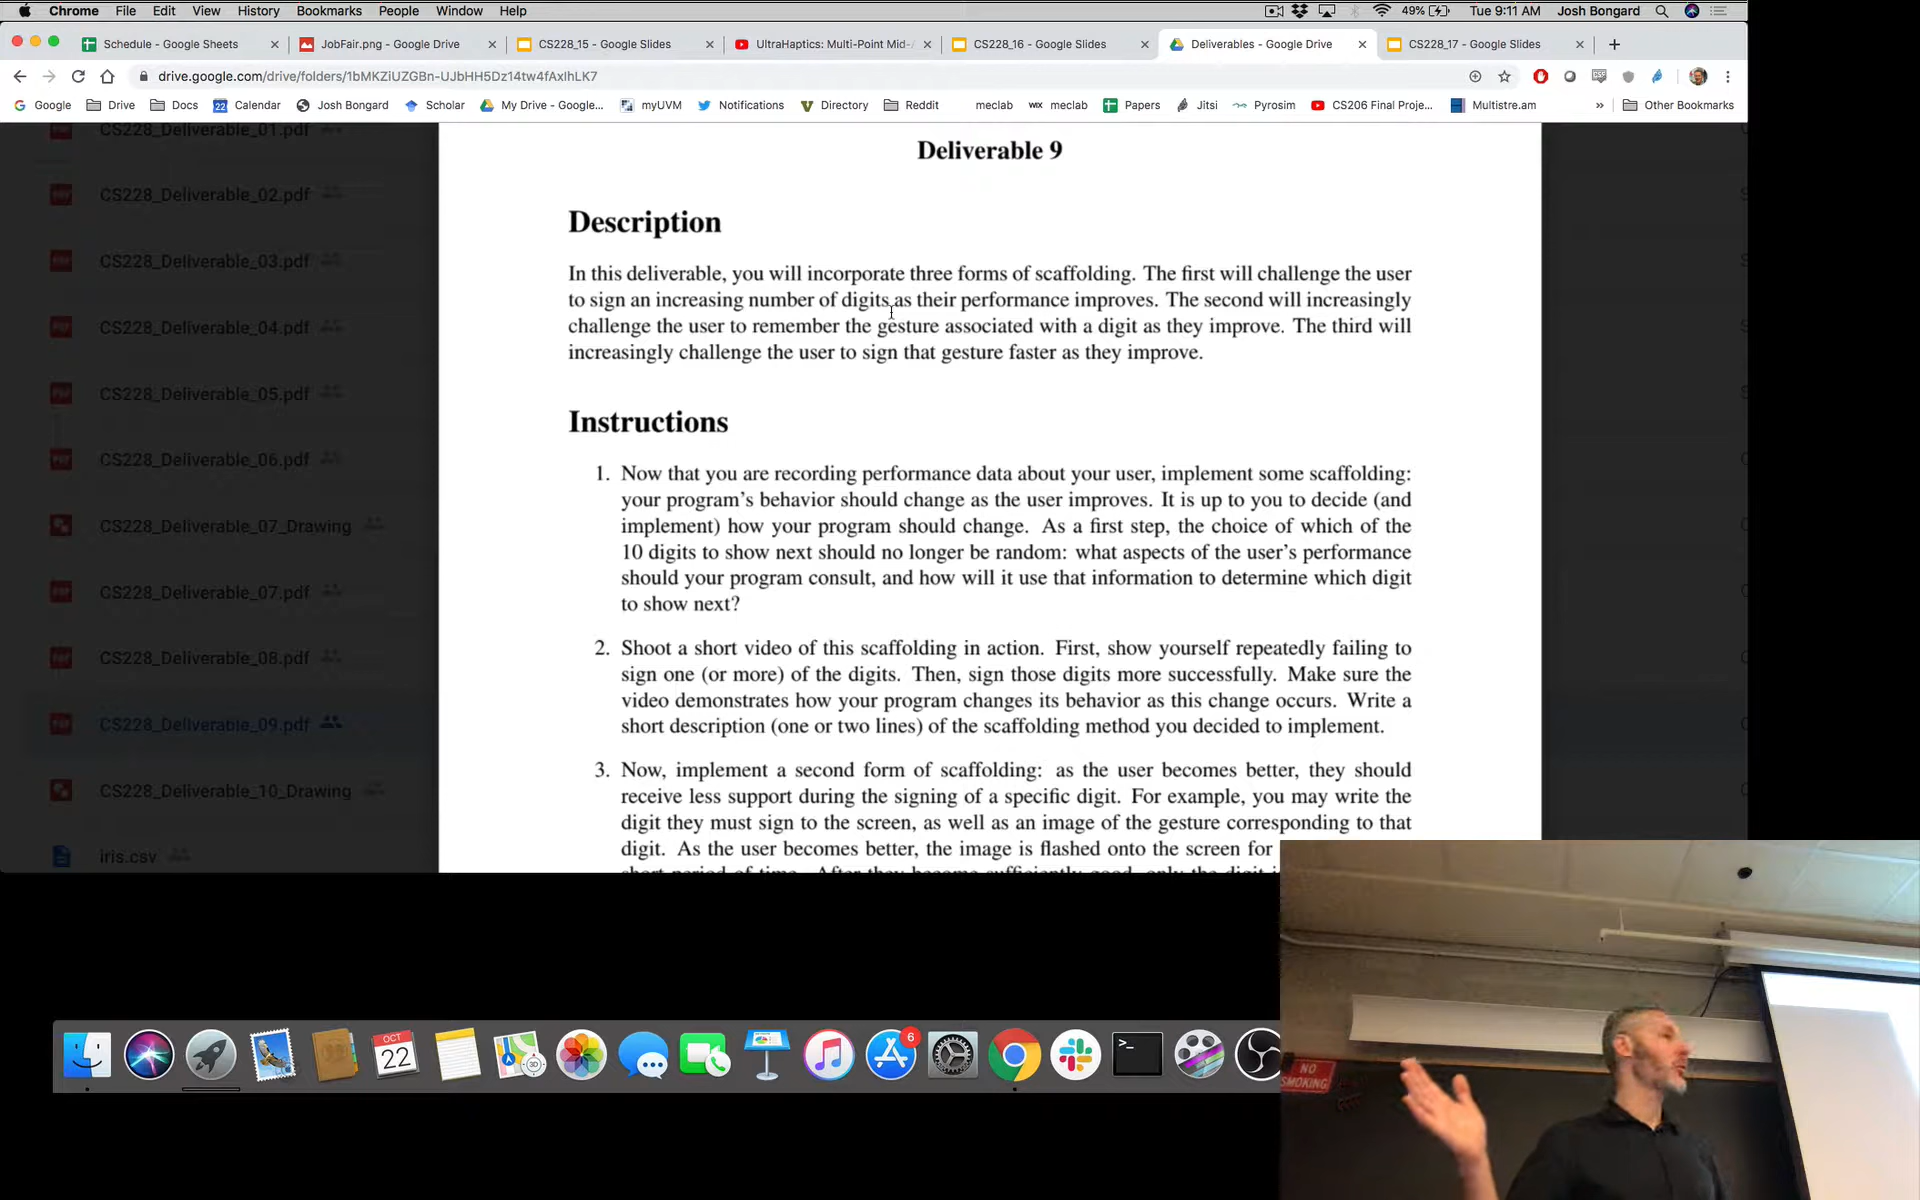 Chrome File Edit View History Bookmarks People Window Help 49% Tue 9:11 AM Josh Bongard
Schedule - Google Sheets JobFair.png - Google Drive CS228_15 - Google Slides UltraHaptics: Multi-Point Mid- CS228_16 - Google Slides Deliverables - Google Drive CS228_17 - Google Slides
drive.google.com/drive/folders/1bMKZiUZGBn-UJbHH5Dz14tw4fAxIhLK7
Google Drive Docs 22 Calendar Josh Bongard Scholar My Drive - Google... myUVM Notifications Directory Reddit meclab WIX meclab Papers Jitsi Pyrosim CS206 Final Proje... Multistre.am » Other Bookmarks
CS228_Deliverable_01.pdf
CS228_Deliverable_02.pdf
CS228_Deliverable_03.pdf
CS228_Deliverable_04.pdf
CS228_Deliverable_05.pdf
CS228_Deliverable_06.pdf
CS228_Deliverable_07_Drawing
CS228_Deliverable_07.pdf
CS228_Deliverable_08.pdf
CS228_Deliverable_09.pdf
CS228_Deliverable_10_Drawing
iris.csv
Deliverable 9
Description
In this deliverable, you will incorporate three forms of scaffolding. The first will challenge the user
to sign an increasing number of digits as their performance improves. The second will increasingly
challenge the user to remember the gesture associated with a digit as they improve. The third will
increasingly challenge the user to sign that gesture faster as they improve.
Instructions
1. Now that you are recording performance data about your user, implement some scaffolding:
your program's behavior should change as the user improves. It is up to you to decide (and
implement) how your program should change. As a first step, the choice of which of the
10 digits to show next should no longer be random: what aspects of the user's performance
should your program consult, and how will it use that information to determine which digit
to show next?
2. Shoot a short video of this scaffolding in action. First, show yourself repeatedly failing to
sign one (or more) of the digits. Then, sign those digits more successfully. Make sure the
video demonstrates how your program changes its behavior as this change occurs. Write a
short description (one or two lines) of the scaffolding method you decided to implement.
3. Now, implement a second form of scaffolding: as the user becomes better, they should
receive less support during the signing of a specific digit. For example, you may write the
digit they must sign to the screen, as well as an image of the gesture corresponding to that
digit. As the user becomes better, the image is flashed onto the screen for
short period of time. After they become sufficiently good, only the digit i
OCT
22
6
NO
SMOKING